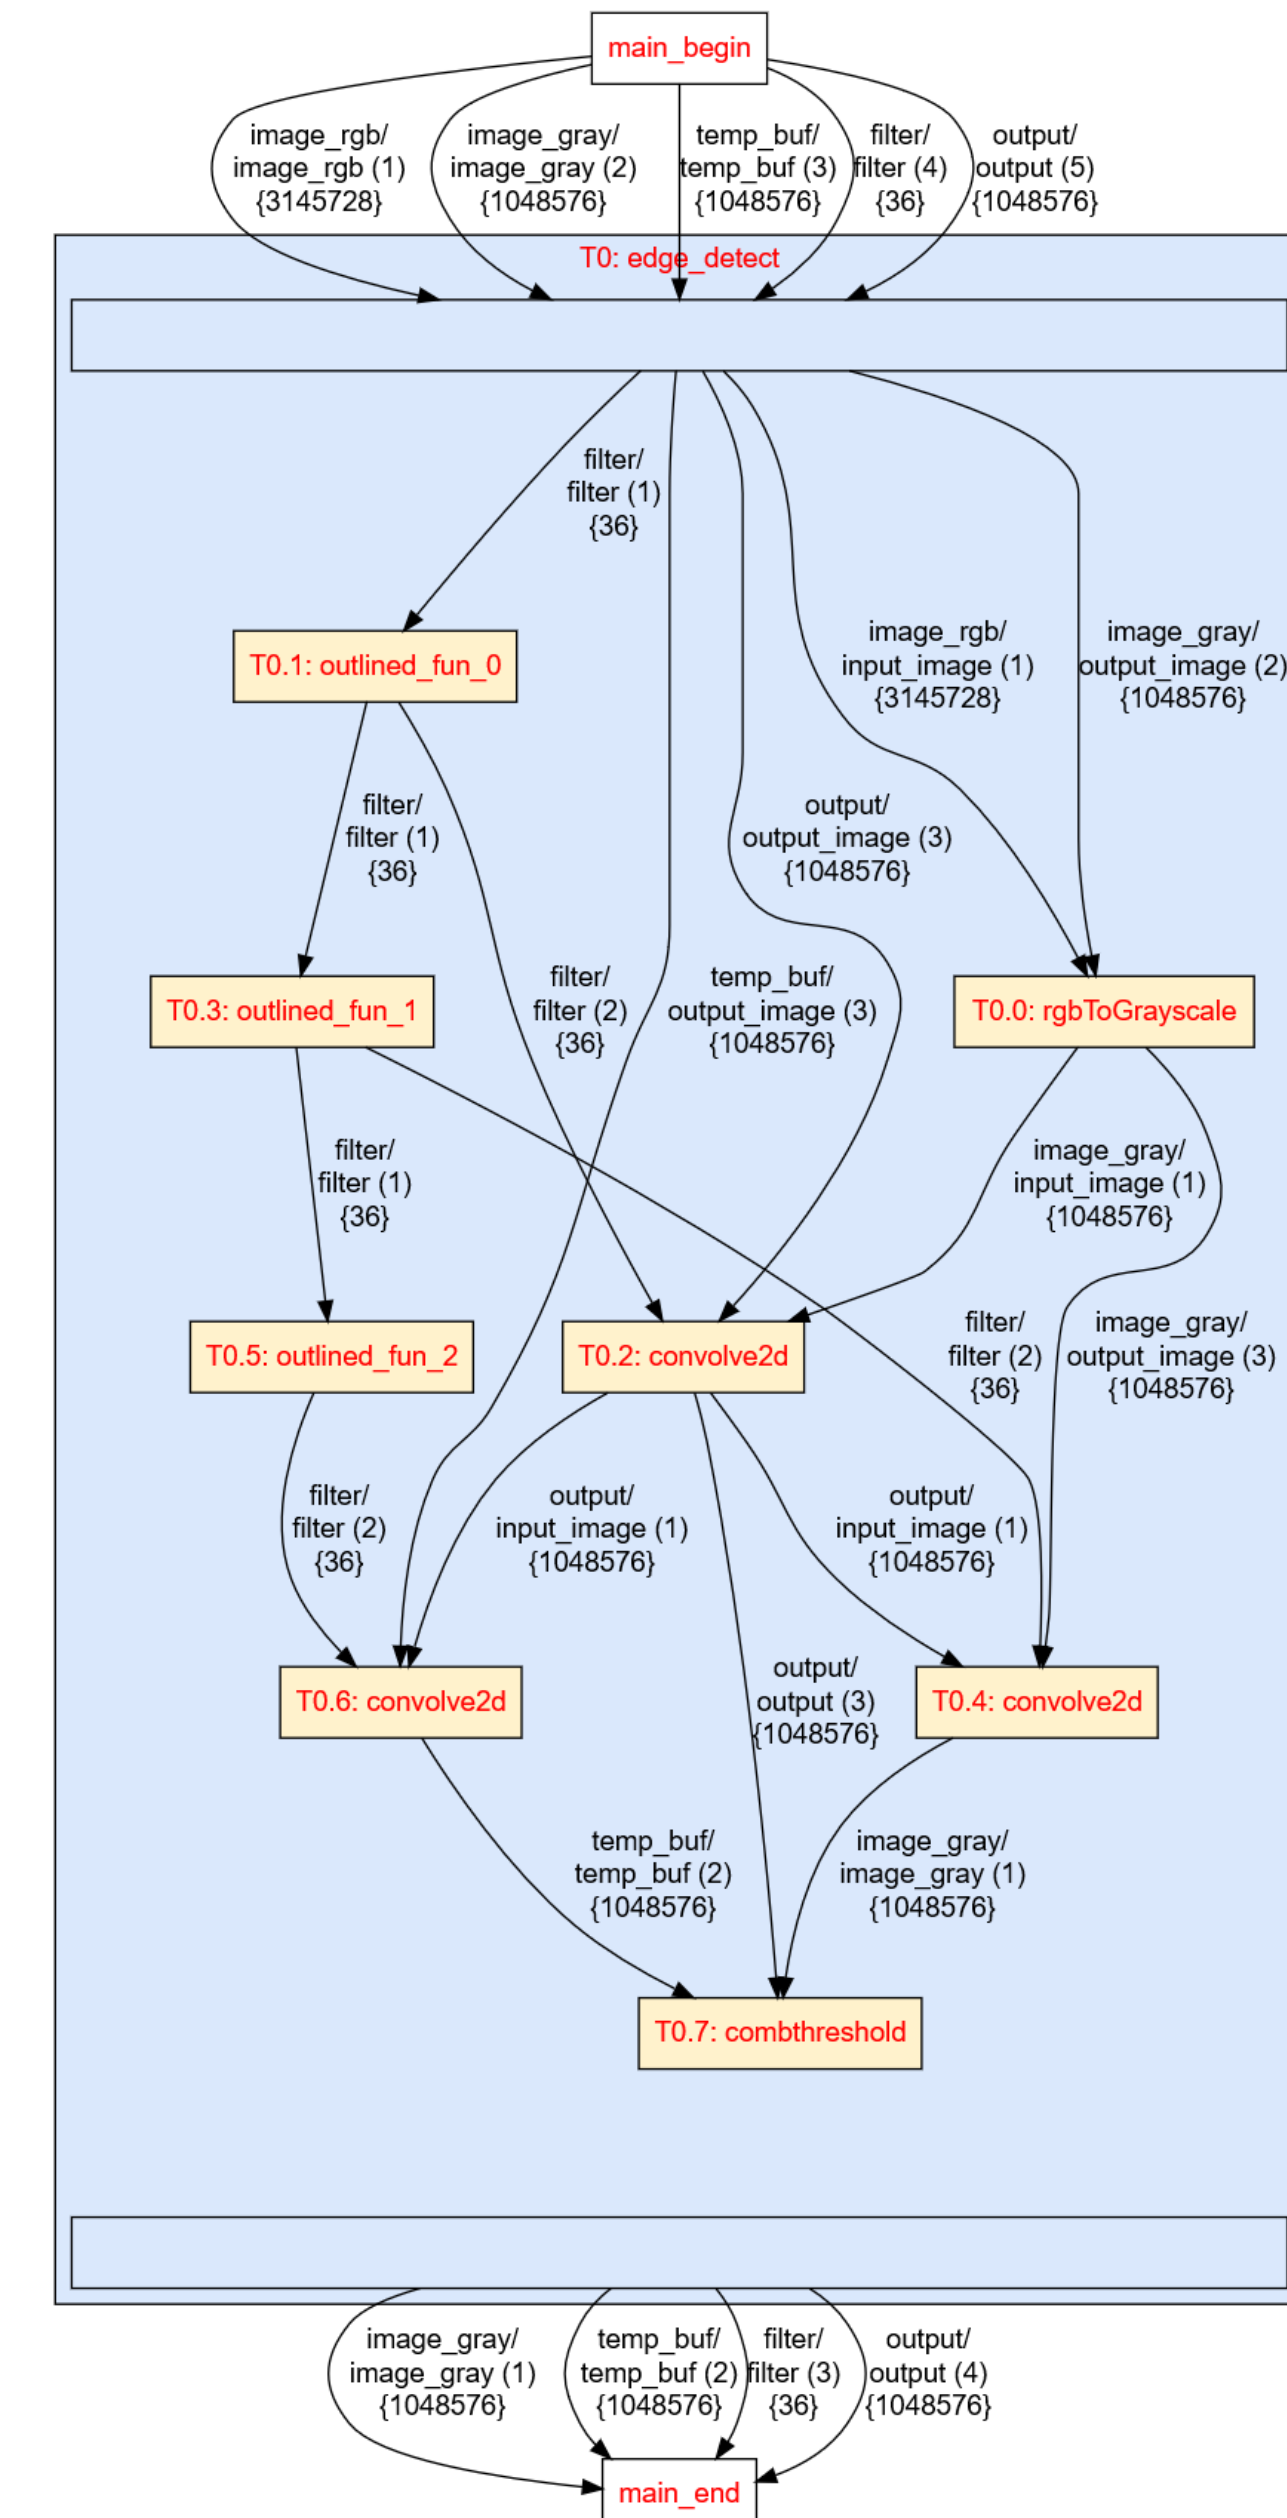 main_begin
image_rgb/
image_rgb (1)
{3145728}
image_gray/
image_gray (2)
{1048576}
temp_buf/
temp_buf (3)
{1048576}
filter/
filter (4)
{36}
output/
output (5)
{1048576}
T0: edge_detect
filter/
filter (1)
{36}
T0.1: outlined_fun_0
image_rgb/
input_image (1)
{3145728}
image_gray/
output_image (2)
{1048576}
filter/
filter (1)
{36}
output/
output_image (3)
{1048576}
T0.3: outlined_fun_1
filter/
filter (2)
{36}
temp_buf/
output_image (3)
{1048576}
T0.0: rgbToGrayscale
filter/
filter (1)
{36}
image_gray/
input_image (1)
{1048576}
T0.5: outlined_fun_2
T0.2: convolve2d
filter/
filter (2)
{36}
image_gray/
output_image (3)
{1048576}
filter/
filter (2)
{36}
output/
input_image (1)
{1048576}
output/
input_image (1)
{1048576}
T0.6: convolve2d
output/
output (3)
{1048576}
T0.4: convolve2d
temp_buf/
temp_buf (2)
{1048576}
image_gray/
image_gray (1)
{1048576}
T0.7: combthreshold
image_gray/
image_gray (1)
{1048576}
temp_buf/
temp_buf (2)
{1048576}
filter/
filter (3)
{36}
output/
output (4)
{1048576}
main_end